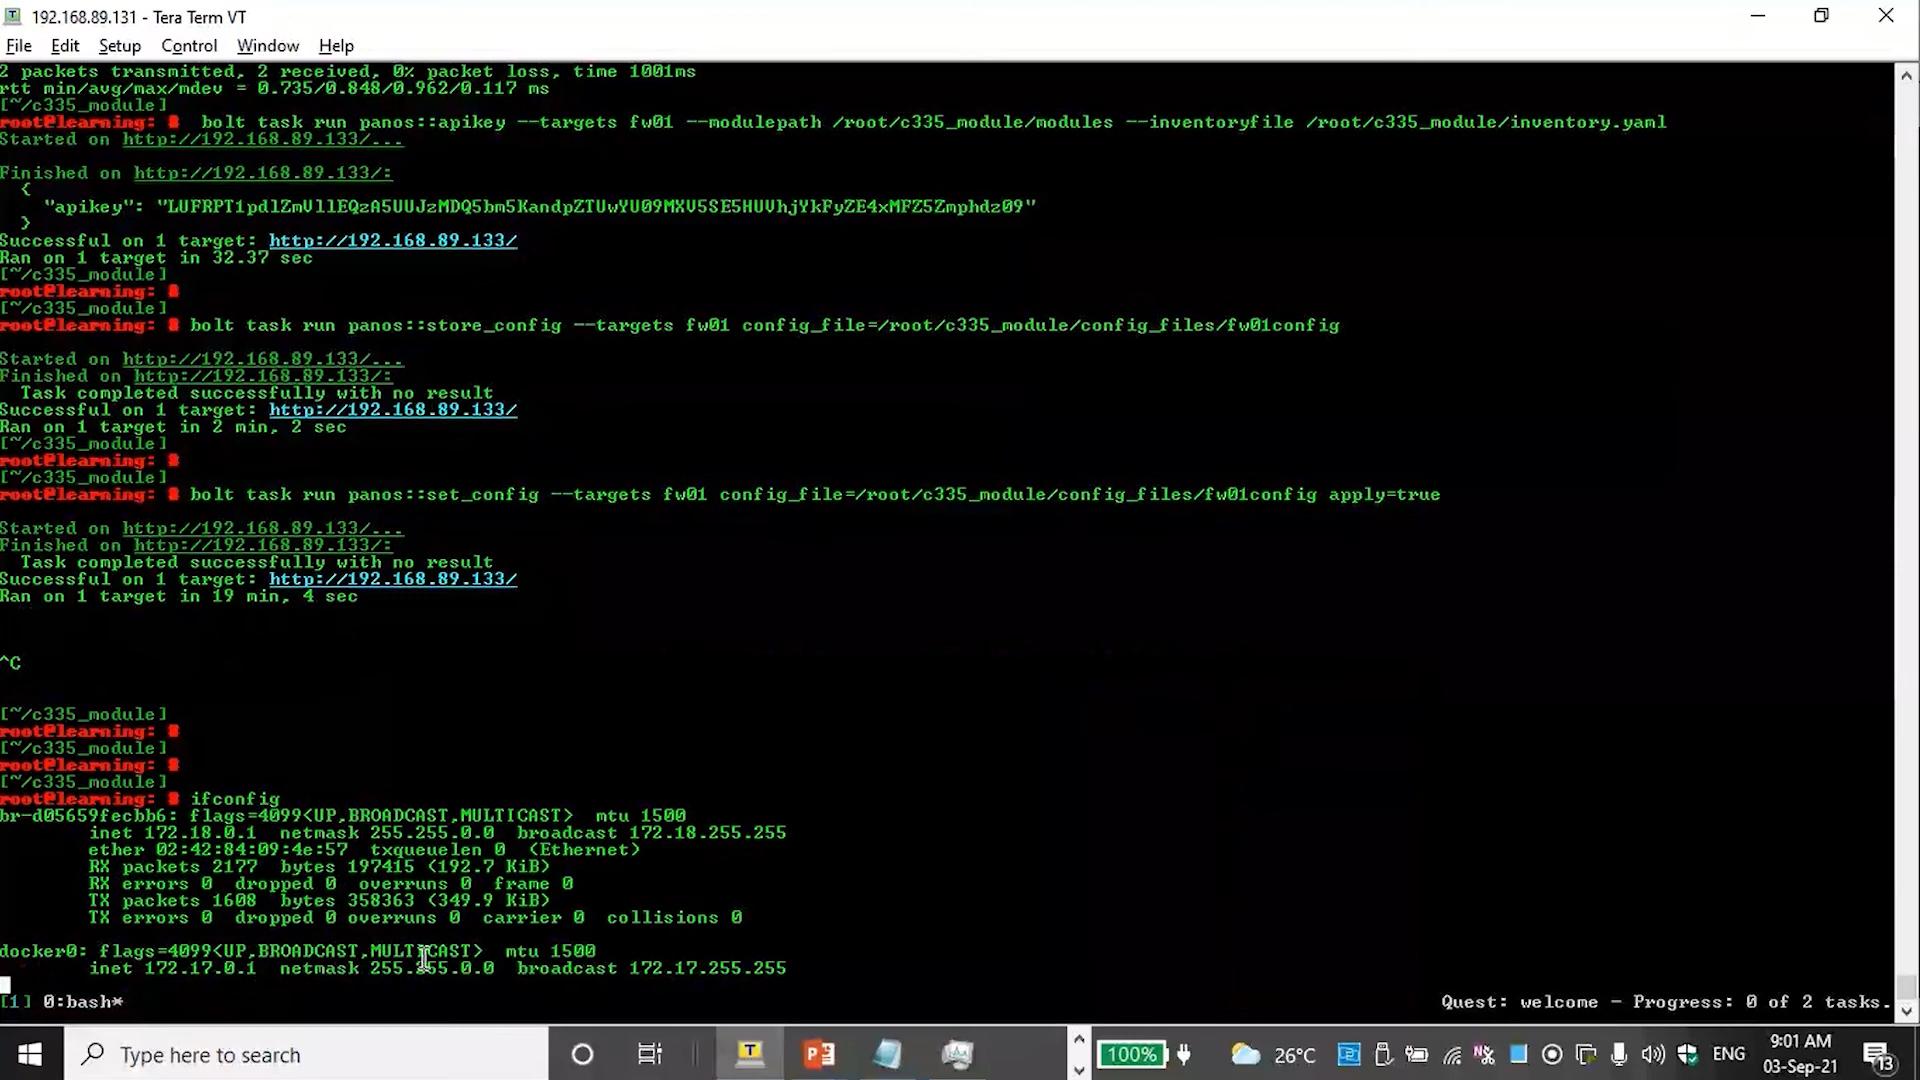 192.168.89.131 - Tera Term VT
File Edit Setup Control Window Help
2 packets transmitted, 2 received, 0% packet loss, time 1001ms
rtt min/avg/max/mdev = 0.735/0.848/0.962/0.117 ms
[~/c335_module]
root@learning: # bolt task run panos::apikey --targets fw01 --modulepath /root/c335_module/modules --inventoryfile /root/c335_module/inventory.yaml
Started on http://192.168.89.133/...
Finished on http://192.168.89.133/:
{
"apikey":
}
Successful on 1 target: http://192.168.89.133/
Ran on 1 target in 32.37 sec
[~/c335_module]
root@learning: #
[~/c335_module]
root@learning: # bolt task run panos::store_config --targets fw01 config_file=/root/c335_module/config_files/fw01config
Started on http://192.168.89.133/...
Finished on http://192.168.89.133/:
Task completed successfully with no result
Successful on 1 target: http://192.168.89.133/
Ran on 1 target in 2 min, 2 sec
[~/c335_module]
root@learning: #
[~/c335_module]
root@learning: # bolt task run panos::set_config --targets fw01 config_file=/root/c335_module/config_files/fw01config apply=true
Started on http://192.168.89.133/...
Finished on http://192.168.89.133/:
Task completed successfully with no result
Successful on 1 target: http://192.168.89.133/
Ran on 1 target in 19 min, 4 sec
^C
[~/c335_module]
root@learning: #
[~/c335_module]
root@learning: #
[~/c335_module]
root@learning: # ifconfig
br-d05659fecbb6: flags=4099<UP,BROADCAST,MULTICAST> mtu 1500
inet 172.18.0.1 netmask 255.255.0.0 broadcast 172.18.255.255
ether 02:42:84:09:4e:57 txqueuelen 0 (Ethernet)
RX packets 2177 bytes 197415 (192.7 KiB)
RX errors 0 dropped 0 overruns 0 frame 0
TX packets 1608 bytes 358363 (349.9 KiB)
TX errors 0 dropped 0 overruns 0 carrier 0 collisions 0
docker0: flags=4099<UP,BROADCAST,MULTICAST> mtu 1500
inet 172.17.0.1 netmask 255.255.0.0 broadcast 172.17.255.255
[1] 0:bash* Quest: welcome - Progress: 0 of 2 tasks.
Type here to search 100% 26°C ENG 9:01 AM
03-Sep-21 13